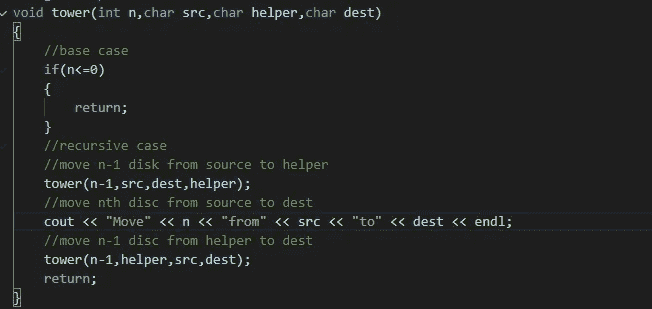 void tower(int n,char src,char helper,char dest)
{
    //base case
    if(n<=0)
    {
        return;
    }
    //recursive case
    //move n-1 disk from source to helper
    tower(n-1,src,dest,helper);
    //move nth disc from source to dest
    cout << "Move" << n << "from" << src << "to" << dest << endl;
    //move n-1 disc from helper to dest
    tower(n-1,helper,src,dest);
    return;
}